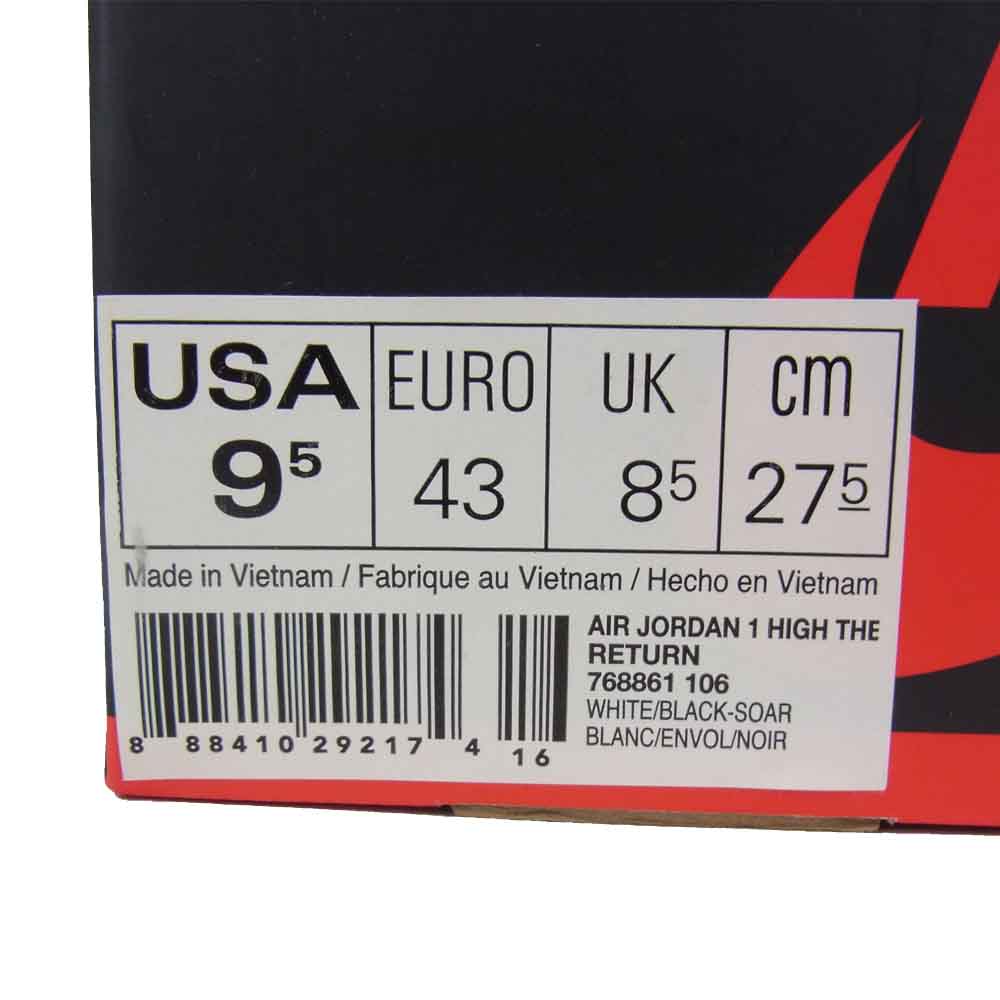 USA EURO UK cm
9⁵ 43 8⁵ 27⁵
Made in Vietnam / Fabrique au Vietnam / Hecho en Vietnam
AIR JORDAN 1 HIGH THE
RETURN
768861 106
WHITE/BLACK-SOAR
BLANC/ENVOL/NOIR
8 88410 29217 4 16